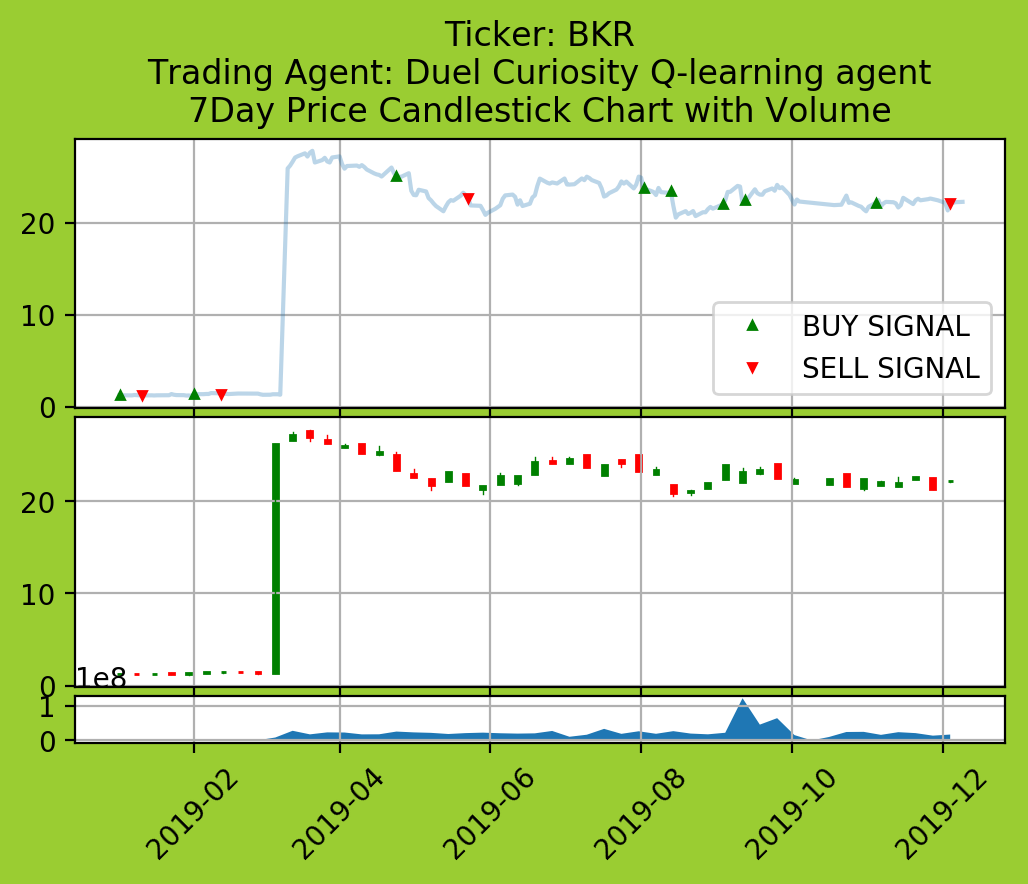 Ticker: BKR
Trading Agent: Duel Curiosity Q-learning agent
7Day Price Candlestick Chart with Volume
20
10
0
BUY SIGNAL
SELL SIGNAL
20
10
0
1e8
1
0
2019-02
2019-04
2019-06
2019-08
2019-10
2019-12